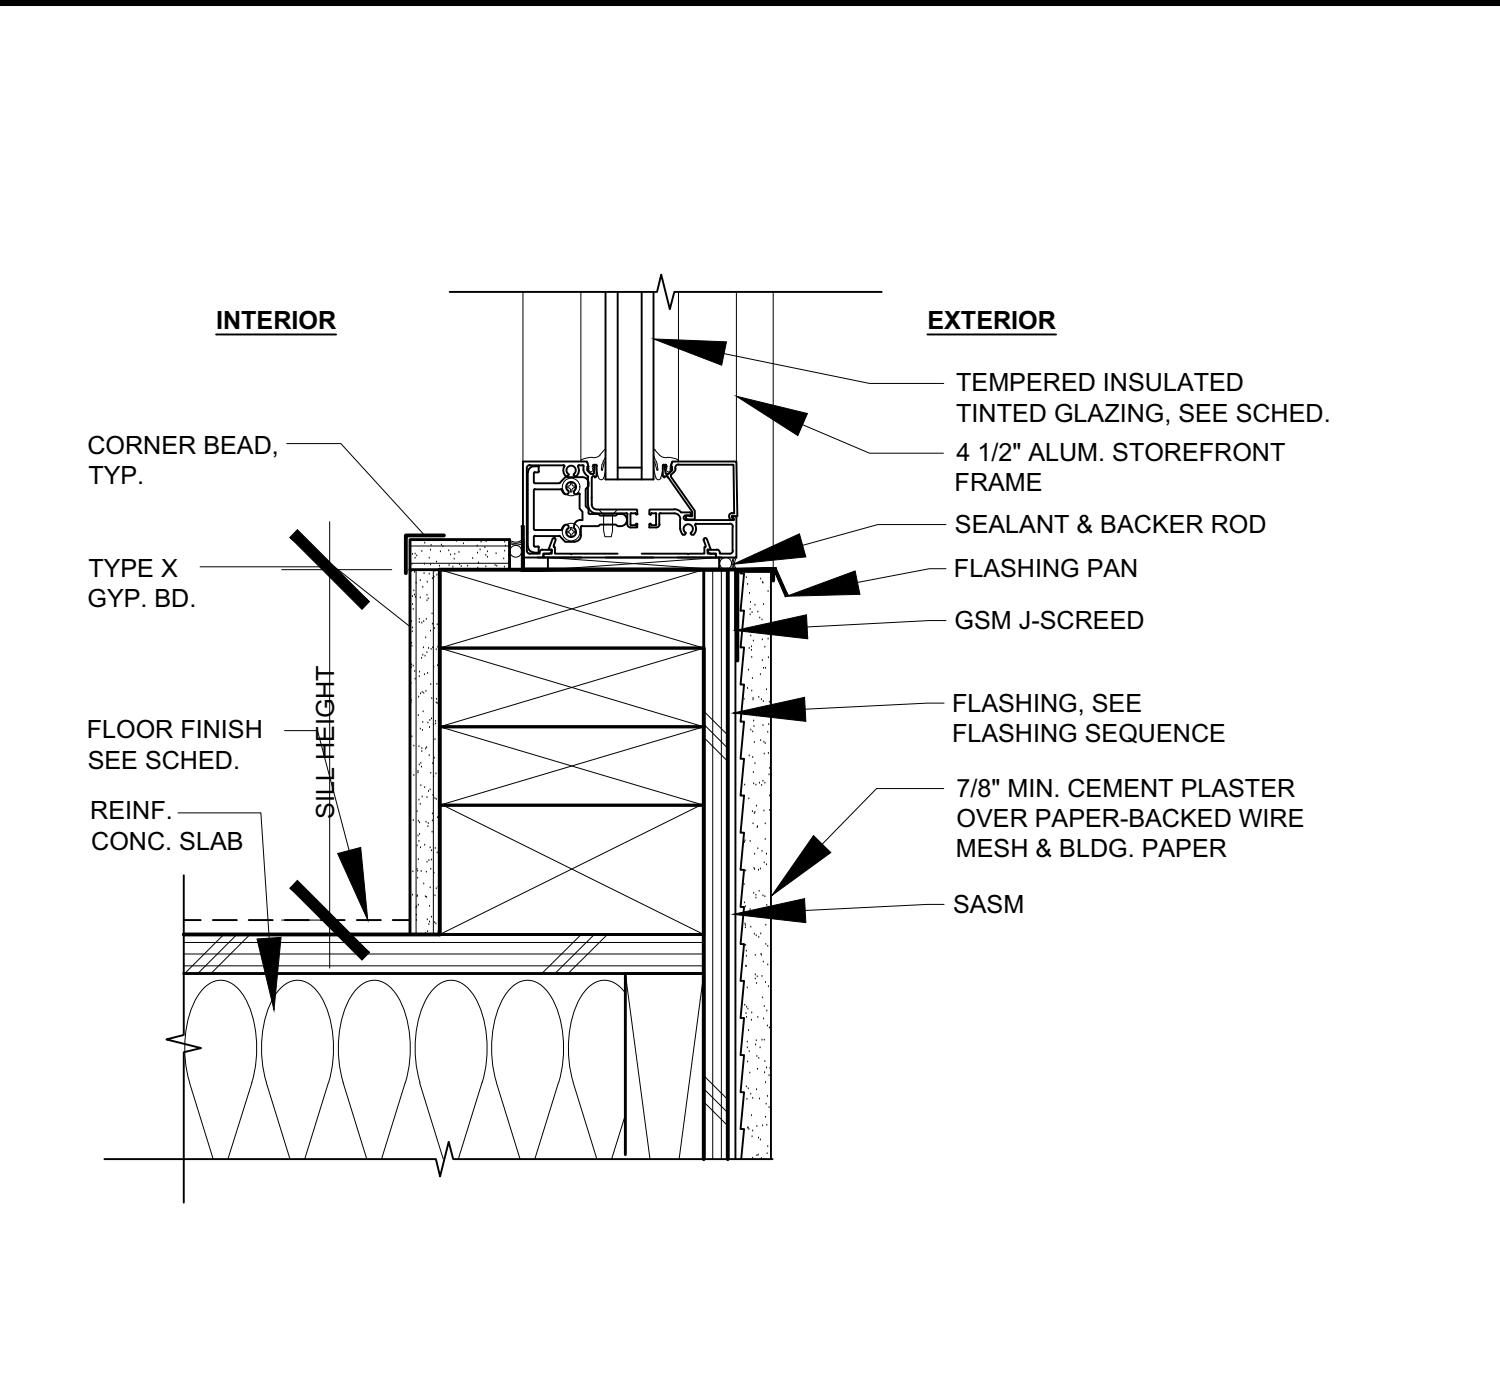 INTERIOR
EXTERIOR
CORNER BEAD,
TYP.
TYPE X
GYP. BD.
FLOOR FINISH
SEE SCHED.
REINF.
CONC. SLAB
SILL HEIGHT
TEMPERED INSULATED
TINTED GLAZING, SEE SCHED.
4 1/2" ALUM. STOREFRONT
FRAME
SEALANT & BACKER ROD
FLASHING PAN
GSM J-SCREED
FLASHING, SEE
FLASHING SEQUENCE
7/8" MIN. CEMENT PLASTER
OVER PAPER-BACKED WIRE
MESH & BLDG. PAPER
SASM